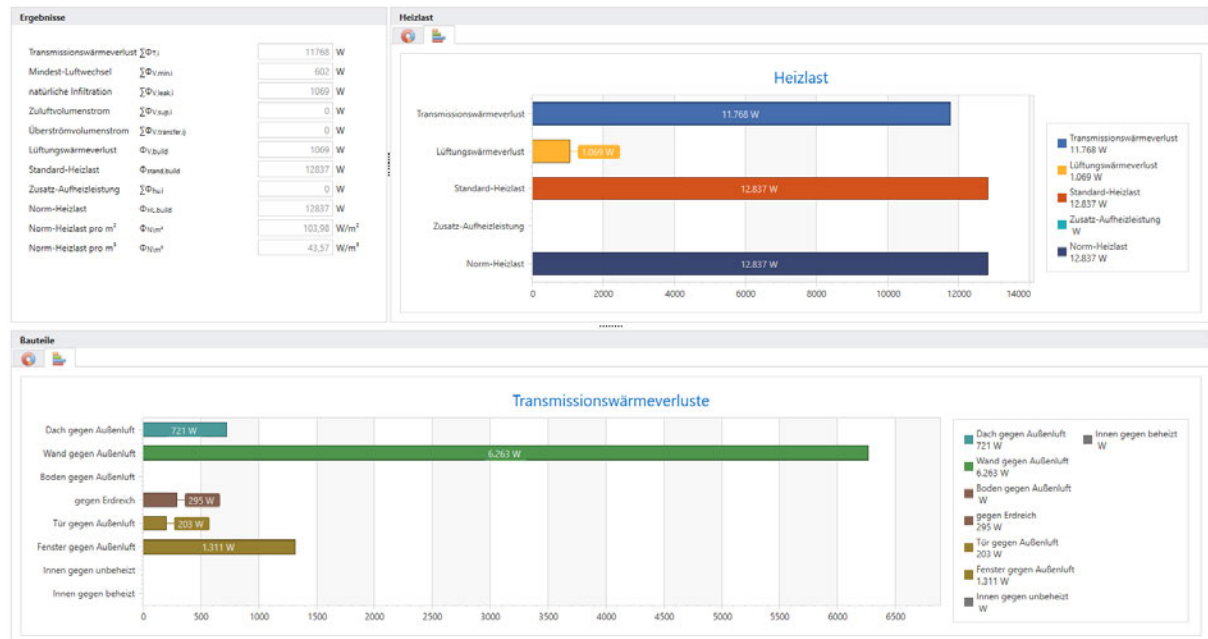 Ergebnisse
Transmissionswärmeverlust ∑ΦT,i 11768 W
Mindest-Luftwechsel ∑ΦV,min,i 602 W
natürliche Infiltration ∑ΦV,leak,i 1069 W
Zuluftvolumenstrom ∑ΦV,sup,i 0 W
Überströmvolumenstrom ∑ΦV,transfer,ij 0 W
Lüftungswärmeverlust ΦV,build 1069 W
Standard-Heizlast Φstand,build 12837 W
Zusatz-Aufheizleistung ∑Φhu,i 0 W
Norm-Heizlast ΦHL,build 12837 W
Norm-Heizlast pro m² ΦN\m² 103,98 W/m²
Norm-Heizlast pro m³ ΦN\m³ 43,57 W/m³
Heizlast
Heizlast
Transmissionswärmeverlust 11.768 W
Lüftungswärmeverlust 1.069 W
Standard-Heizlast 12.837 W
Zusatz-Aufheizleistung
Norm-Heizlast 12.837 W
0 2000 4000 6000 8000 10000 12000 14000
Transmissionswärmeverlust
11.768 W
Lüftungswärmeverlust
1.069 W
Standard-Heizlast
12.837 W
Zusatz-Aufheizleistung
W
Norm-Heizlast
12.837 W
Bauteile
Transmissionswärmeverluste
Dach gegen Außenluft 721 W
Wand gegen Außenluft 6.263 W
Boden gegen Außenluft
gegen Erdreich 295 W
Tür gegen Außenluft 203 W
Fenster gegen Außenluft 1.311 W
Innen gegen unbeheizt
Innen gegen beheizt
0 500 1000 1500 2000 2500 3000 3500 4000 4500 5000 5500 6000 6500
Dach gegen Außenluft
721 W
Wand gegen Außenluft
6.263 W
Boden gegen Außenluft
W
gegen Erdreich
295 W
Tür gegen Außenluft
203 W
Fenster gegen Außenluft
1.311 W
Innen gegen unbeheizt
W
Innen gegen beheizt
W